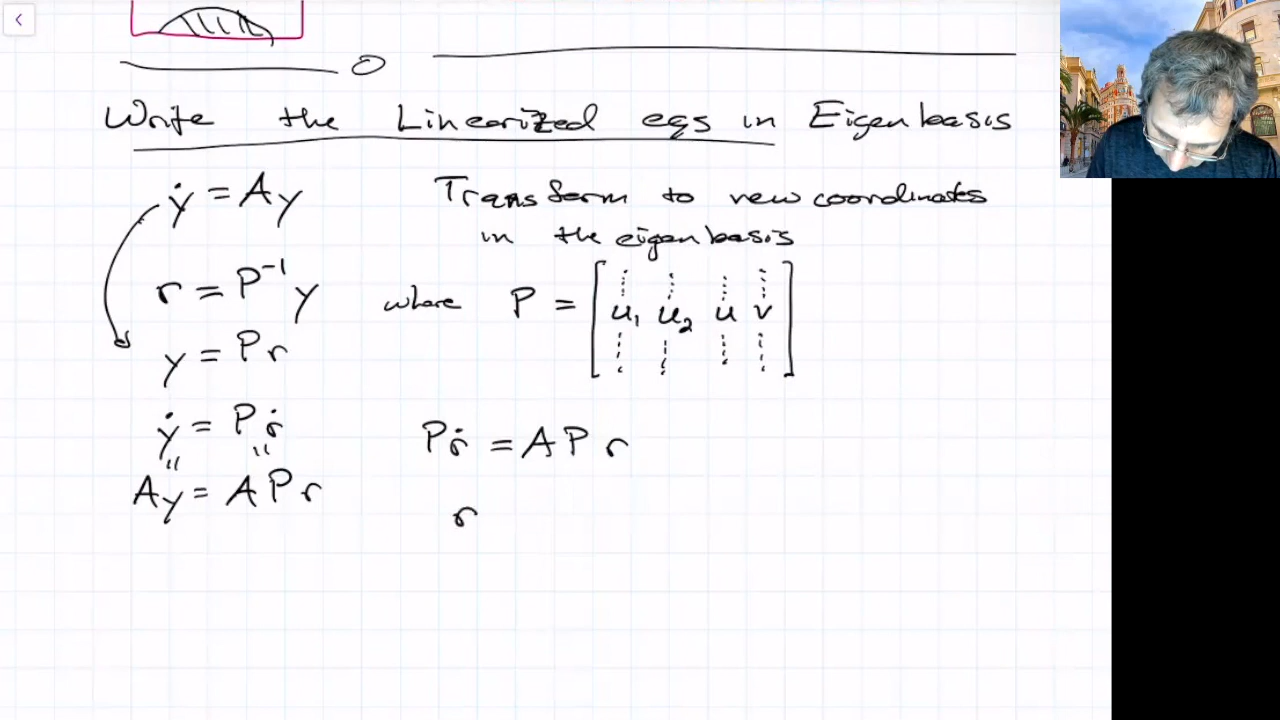 Write the Linearized eqs in Eigenbasis
ẏ = Ay Transform to new coordinates
in the eigenbasis
r = P⁻¹y where P = [u₁ u₂ u v]
y = Pr
ẏ = Pṙ Pṙ = APr
Ay = APr
r